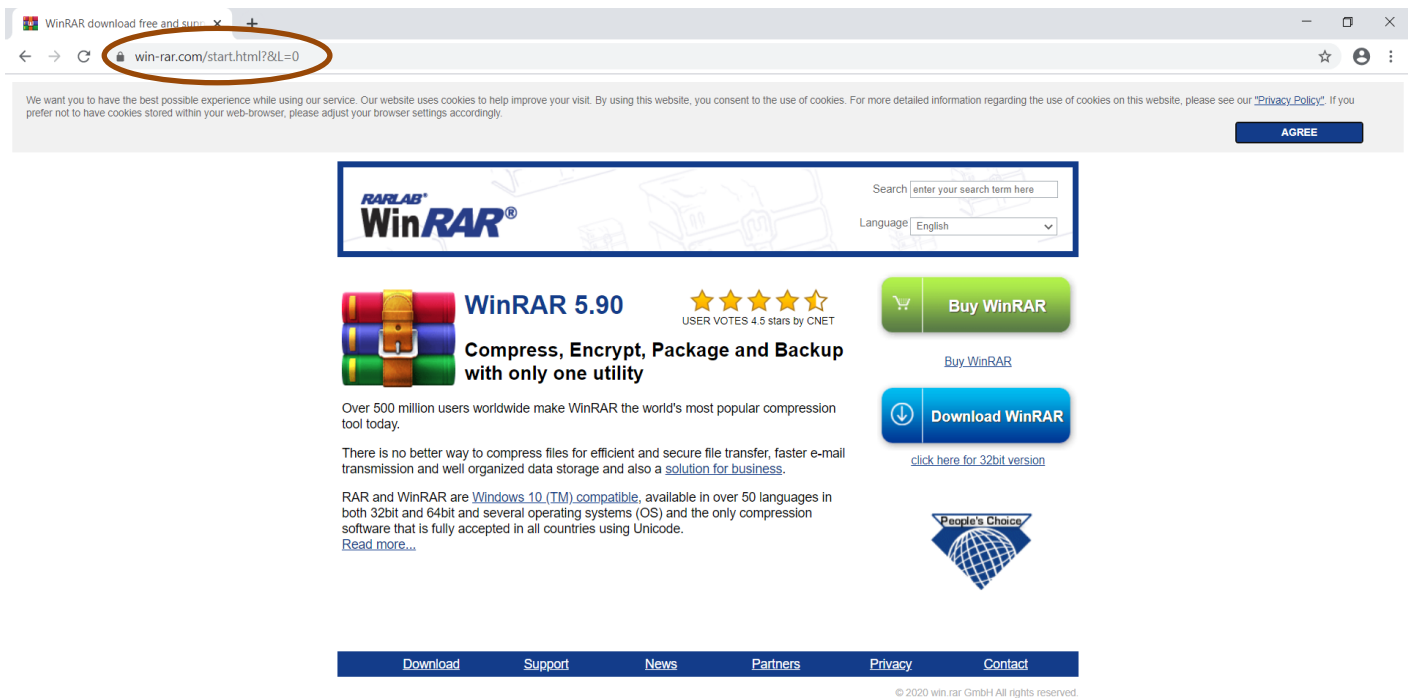 WinRAR download free and supp
win-rar.com/start.html?&L=0
We want you to have the best possible experience while using our service. Our website uses cookies to help improve your visit. By using this website, you consent to the use of cookies. For more detailed information regarding the use of cookies on this website, please see our "Privacy Policy". If you
prefer not to have cookies stored within your web-browser, please adjust your browser settings accordingly.
AGREE
RARLAB®
WinRAR®
Search enter your search term here
Language English
WinRAR 5.90
USER VOTES 4.5 stars by CNET
Compress, Encrypt, Package and Backup
with only one utility
Over 500 million users worldwide make WinRAR the world's most popular compression
tool today.
There is no better way to compress files for efficient and secure file transfer, faster e-mail
transmission and well organized data storage and also a solution for business.
RAR and WinRAR are Windows 10 (TM) compatible, available in over 50 languages in
both 32bit and 64bit and several operating systems (OS) and the only compression
software that is fully accepted in all countries using Unicode.
Read more...
Buy WinRAR
Buy WinRAR
Download WinRAR
click here for 32bit version
People's Choice
Download Support News Partners Privacy Contact
© 2020 win.rar GmbH All rights reserved.